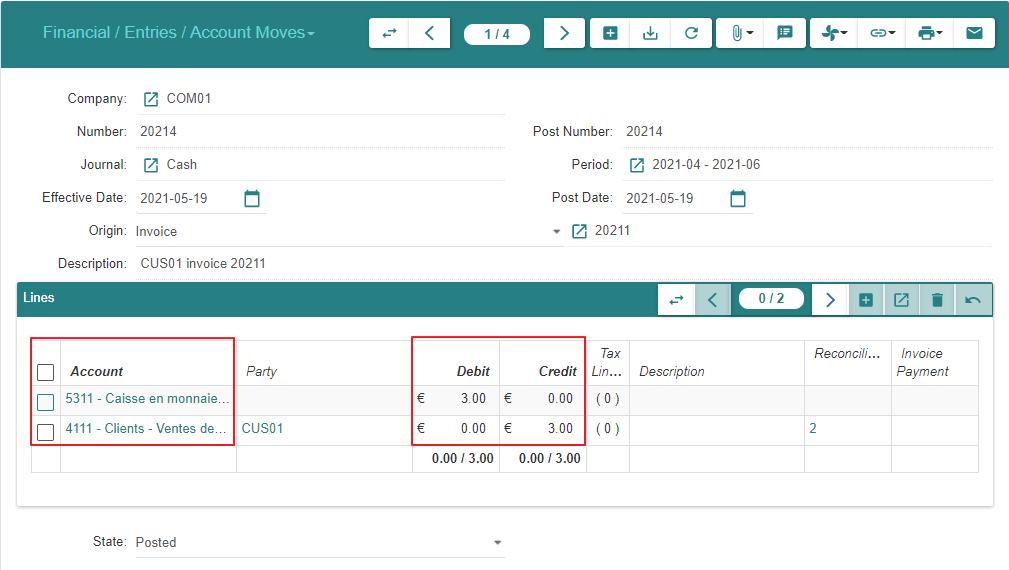 Financial / Entries / Account Moves
1 / 4
Company: COM01
Number: 20214
Post Number: 20214
Journal: Cash
Period: 2021-04 - 2021-06
Effective Date: 2021-05-19
Post Date: 2021-05-19
Origin: Invoice
20211
Description: CUS01 invoice 20211
Lines
0 / 2
Account Party Debit Credit Tax Lin... Description Reconcili... Invoice Payment
5311 - Caisse en monnaie... € 3.00 € 0.00 ( 0 )
4111 - Clients - Ventes de... CUS01 € 0.00 € 3.00 ( 0 ) 2
0.00 / 3.00 0.00 / 3.00
State: Posted